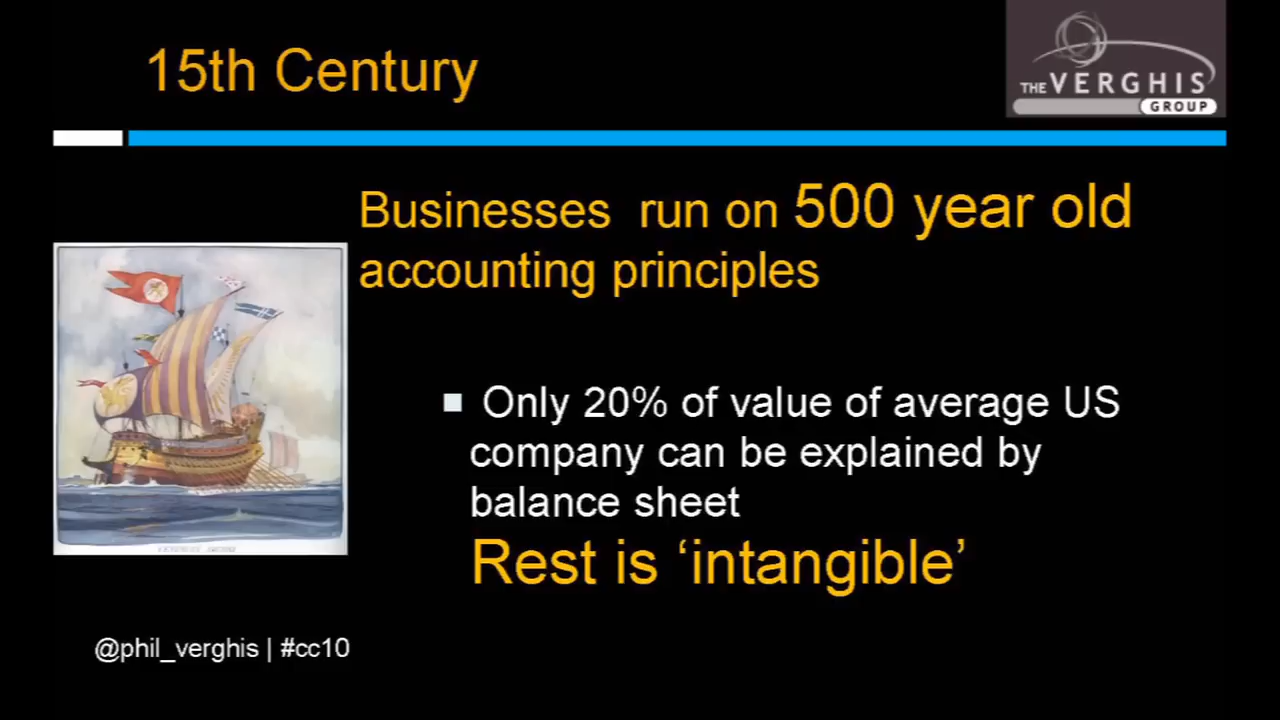 15th Century
THE VERGHIS
GROUP
Businesses run on 500 year old
accounting principles
Only 20% of value of average US
company can be explained by
balance sheet
Rest is ‘intangible’
@phil_verghis | #cc10